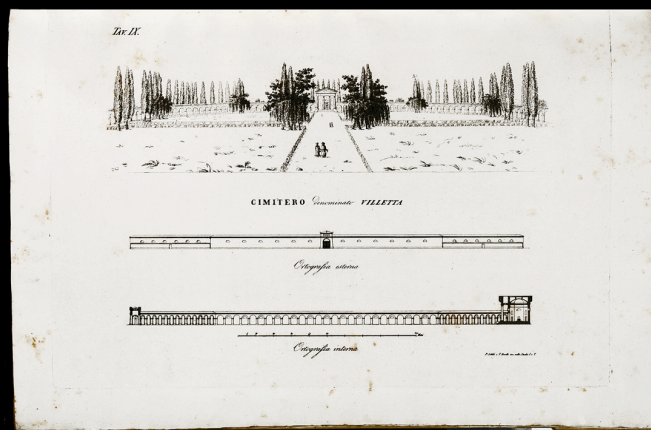 Tav. IX.
CIMITERO denominato VILLETTA
Ortografia esterna
Ortografia interna